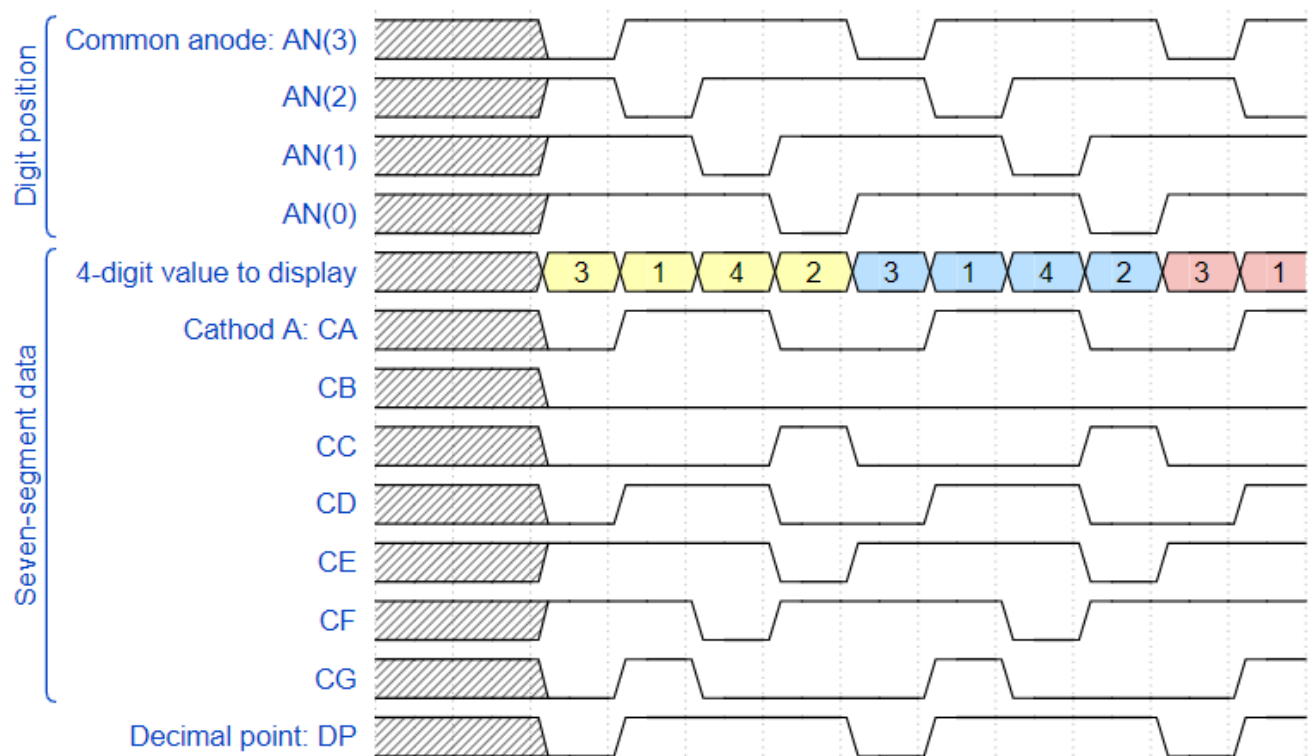 Digit position
Common anode: AN(3)
AN(2)
AN(1)
AN(0)
Seven-segment data
4-digit value to display
3 1 4 2 3 1 4 2 3 1
Cathod A: CA
CB
CC
CD
CE
CF
CG
Decimal point: DP